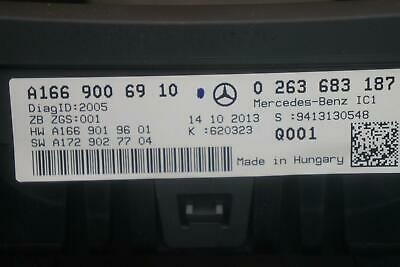 A166 900 69 10 0 263 683 187
DiagID:2005 Mercedes-Benz IC1
ZB ZGS:001 14 10 2013 S :9413130548
HW A166 901 96 01 K :620323 Q001
SW A172 902 77 04
Made in Hungary